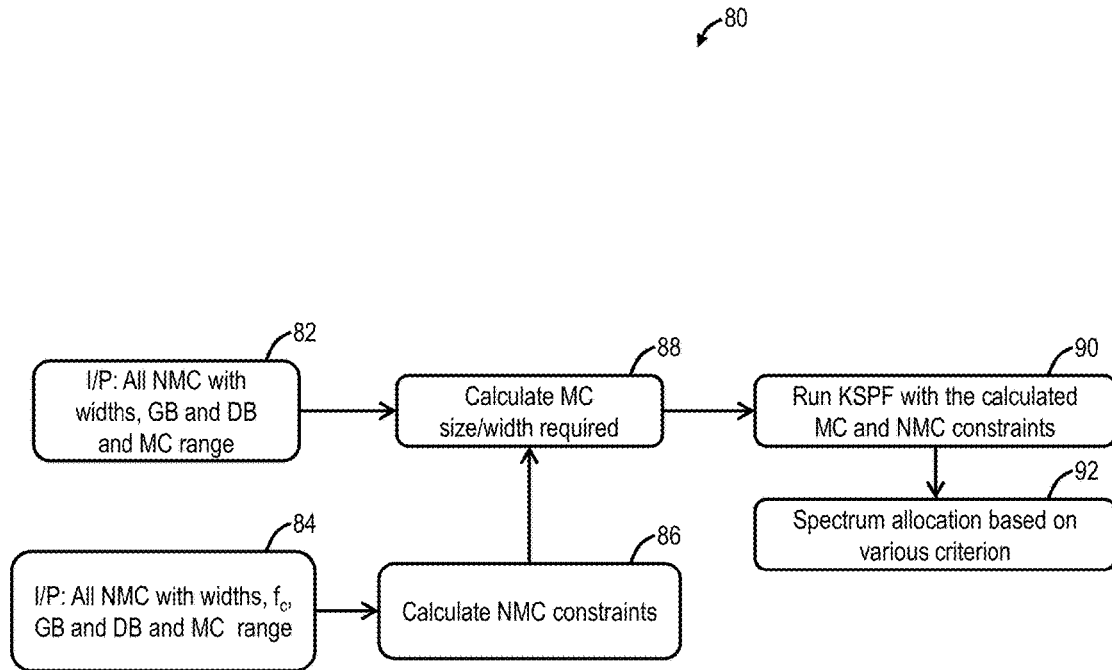 80
82
I/P: All NMC with
widths, GB and DB
and MC range
88
Calculate MC
size/width required
90
Run KSPF with the calculated
MC and NMC constraints
84
I/P: All NMC with widths, fc,
GB and DB and MC range
86
Calculate NMC constraints
92
Spectrum allocation based on
various criterion